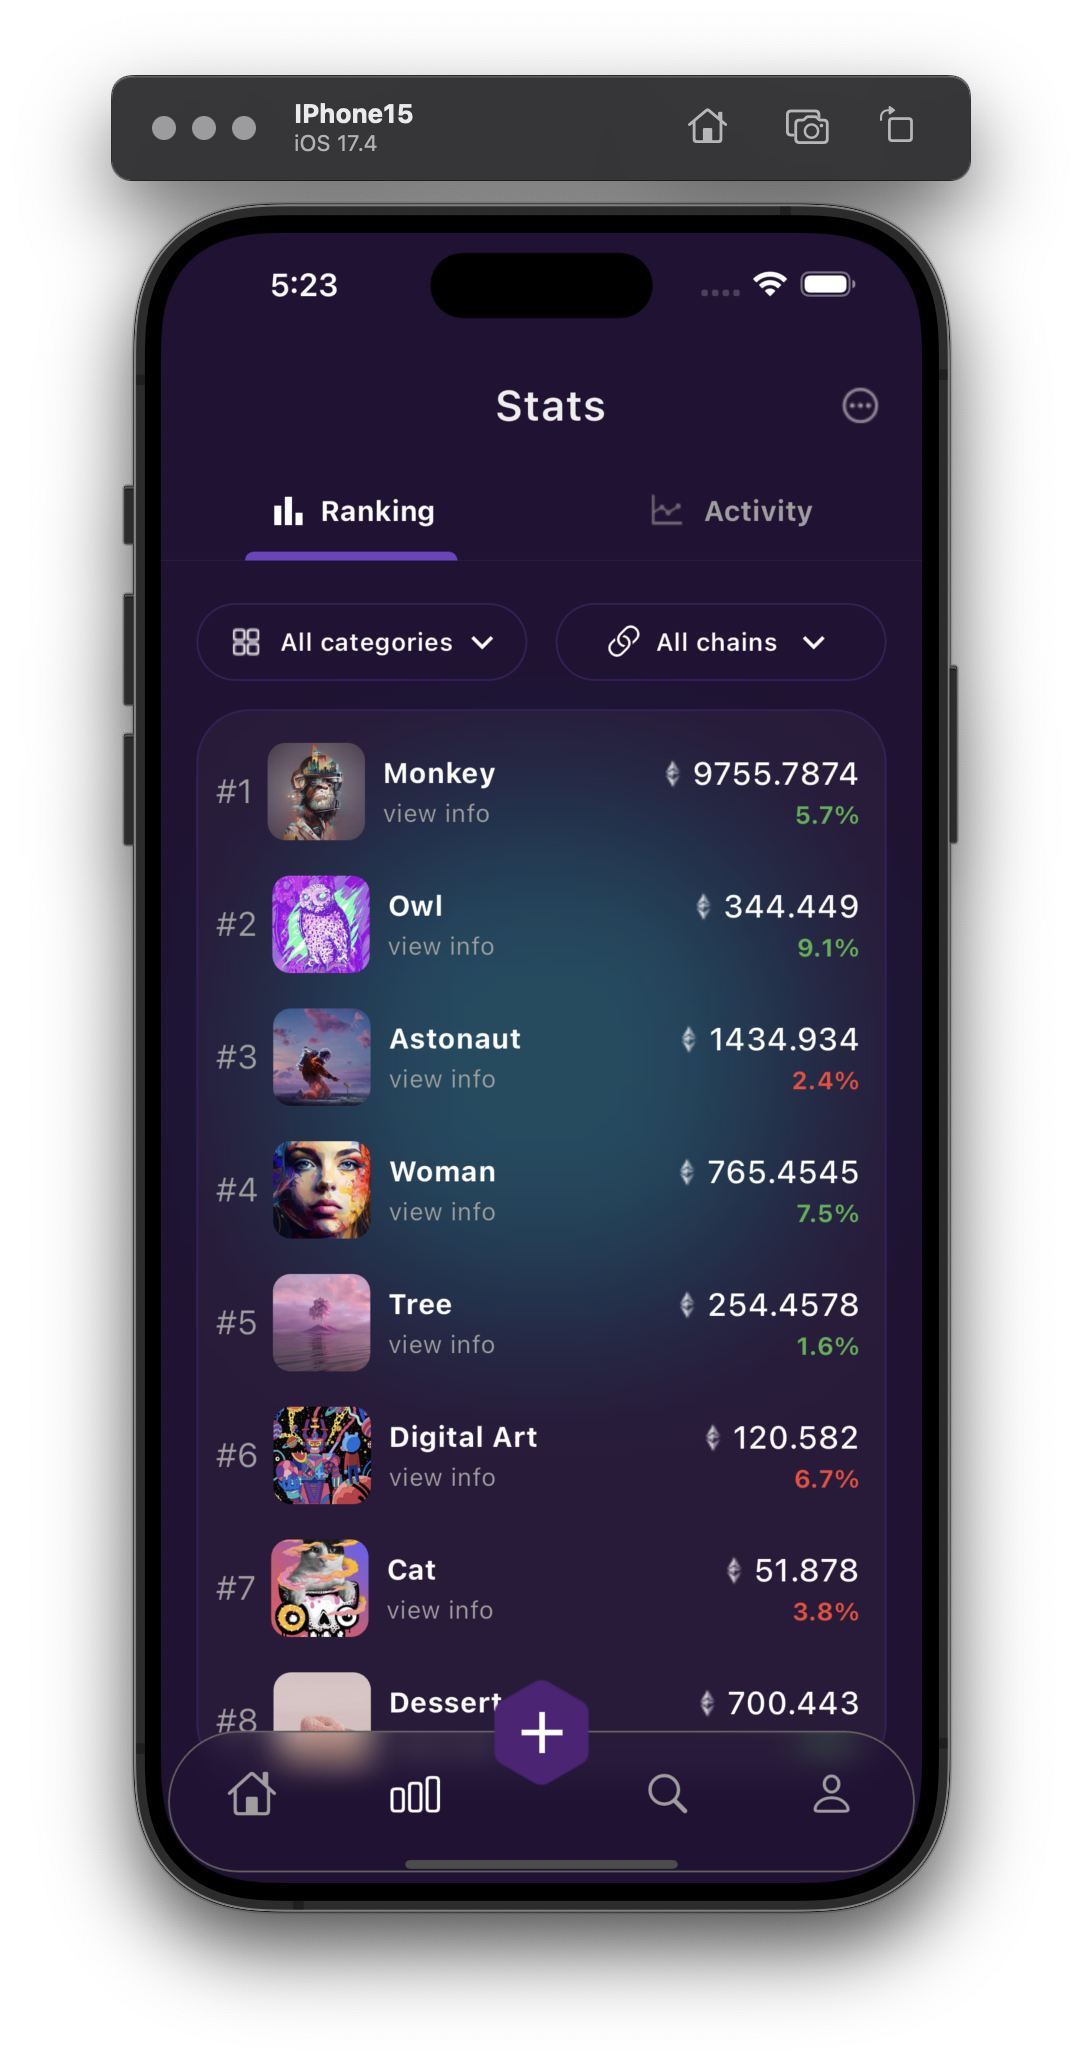 IPhone15
iOS 17.4
5:23
Stats
Ranking
Activity
All categories
All chains
#1
Monkey
9755.7874
view info
5.7%
#2
Owl
344.449
view info
9.1%
#3
Astonaut
1434.934
view info
2.4%
#4
Woman
765.4545
view info
7.5%
#5
Tree
254.4578
view info
1.6%
#6
Digital Art
120.582
view info
6.7%
#7
Cat
51.878
view info
3.8%
#8
Dessert
700.443